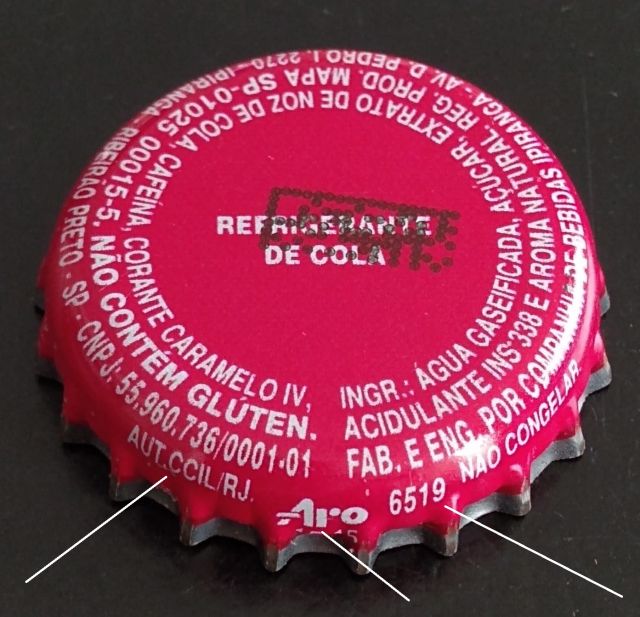 REFRIGERANTE
DE COLA
INGR.: ÁGUA GASEIFICADA, AÇUCAR, EXTRATO DE NOZ DE COLA, CAFEINA, CORANTE CARAMELO IV,
ACIDULANTE INS 338 E AROMA NATURAL. REG. PROD. MAPA SP-01025 00015-5. NÃO CONTÉM GLÚTEN.
FAB. E ENG. POR COMPANHIA DE BEBIDAS IPIRANGA - AV. D. PEDRO I, 2270 - IPIRANGA, RIBEIRÃO PRETO - SP - CNPJ: 55.960.736/0001-01
AUT.CCIL/RJ.
Aro
6519
NÃO CONGELAR.